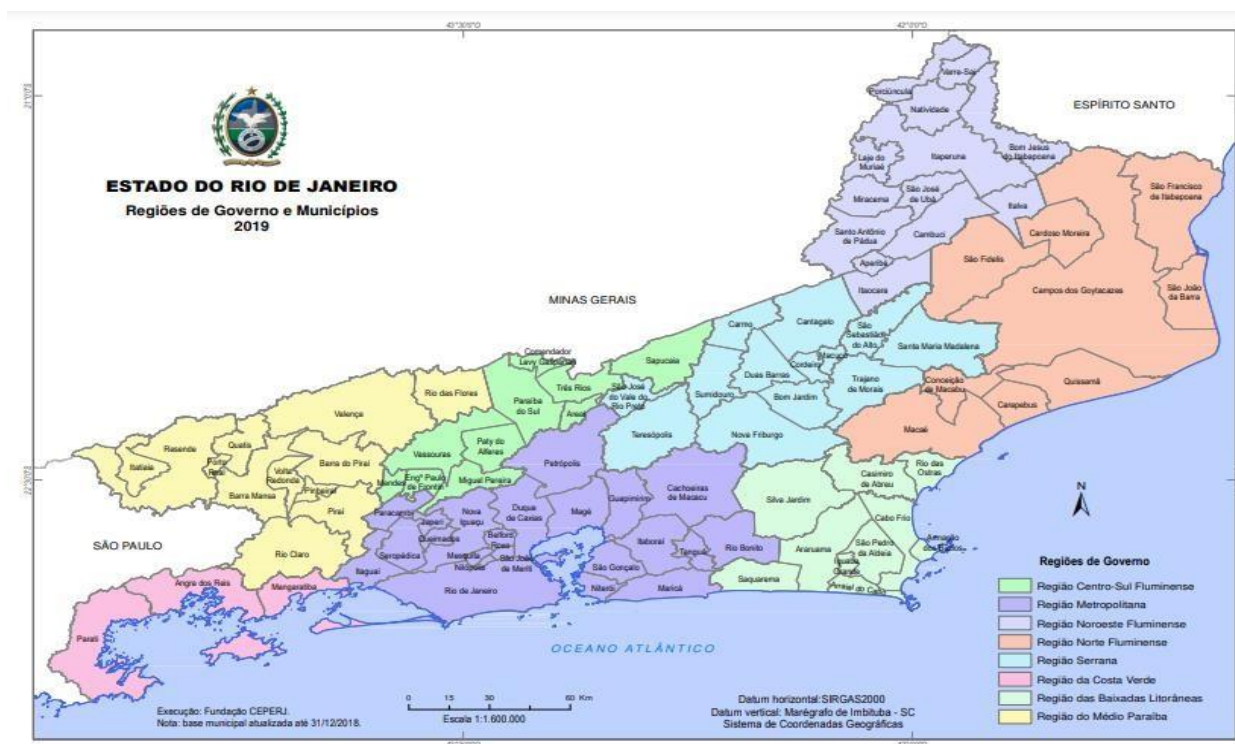 ESTADO DO RIO DE JANEIRO
Regiões de Governo e Municípios
2019
ESPÍRITO SANTO
MINAS GERAIS
SÃO PAULO
OCEANO ATLÂNTICO
Varre-Sai
Porciúncula
Natividade
Bom Jesus
do Itabapoana
Laje do
Muriaé
Itaperuna
São José
de Ubá
Miracema
Italva
Santo Antônio
de Pádua
Cambuci
Aperibé
Itaocara
São Francisco
de Itabapoana
Cardoso Moreira
São Fidelis
Campos dos Goytacazes
São João
da Barra
Carmo
Cantagalo
São
Sebastião
do Alto
Santa Maria Madalena
Macuco
Cordeiro
Duas Barras
Trajano
de Morais
Conceição
de Macabu
Quissamã
Carapebus
Macaé
Sumidouro
Bom Jardim
Nova Friburgo
Teresópolis
São José
do Vale do
Rio Preto
Comendador
Levy Gasparian
Sapucaia
Três Rios
Paraíba
do Sul
Areal
Rio das Flores
Valença
Vassouras
Paty do
Alferes
Mendes
Engº Paulo
de Frontin
Miguel Pereira
Resende
Itatiaia
Quatis
Porto
Real
Volta
Redonda
Barra do Piraí
Barra Mansa
Pinheiral
Piraí
Rio Claro
Petrópolis
Paracambi
Japeri
Nova
Iguaçu
Duque
de Caxias
Magé
Guapimirim
Cachoeiras
de Macacu
Queimados
Belford
Roxo
Seropédica
Mesquita
Nilópolis
São João
de Meriti
Itaguaí
Itaboraí
Tanguá
Rio Bonito
São Gonçalo
Niterói
Maricá
Rio de Janeiro
Silva Jardim
Casimiro
de Abreu
Rio das
Ostras
Cabo Frio
Armação
dos Búzios
Araruama
São Pedro
da Aldeia
Iguaba
Grande
Saquarema
Arraial do Cabo
Angra dos Reis
Mangaratiba
Parati
N
Regiões de Governo
Região Centro-Sul Fluminense
Região Metropolitana
Região Noroeste Fluminense
Região Norte Fluminense
Região Serrana
Região da Costa Verde
Região das Baixadas Litorâneas
Região do Médio Paraíba
Execução: Fundação CEPERJ.
Nota: base municipal atualizada até 31/12/2018.
0 15 30 60 Km
Escala 1:1.600.000
Datum horizontal:SIRGAS2000
Datum vertical: Marégrafo de Imbituba - SC
Sistema de Coordenadas Geográficas